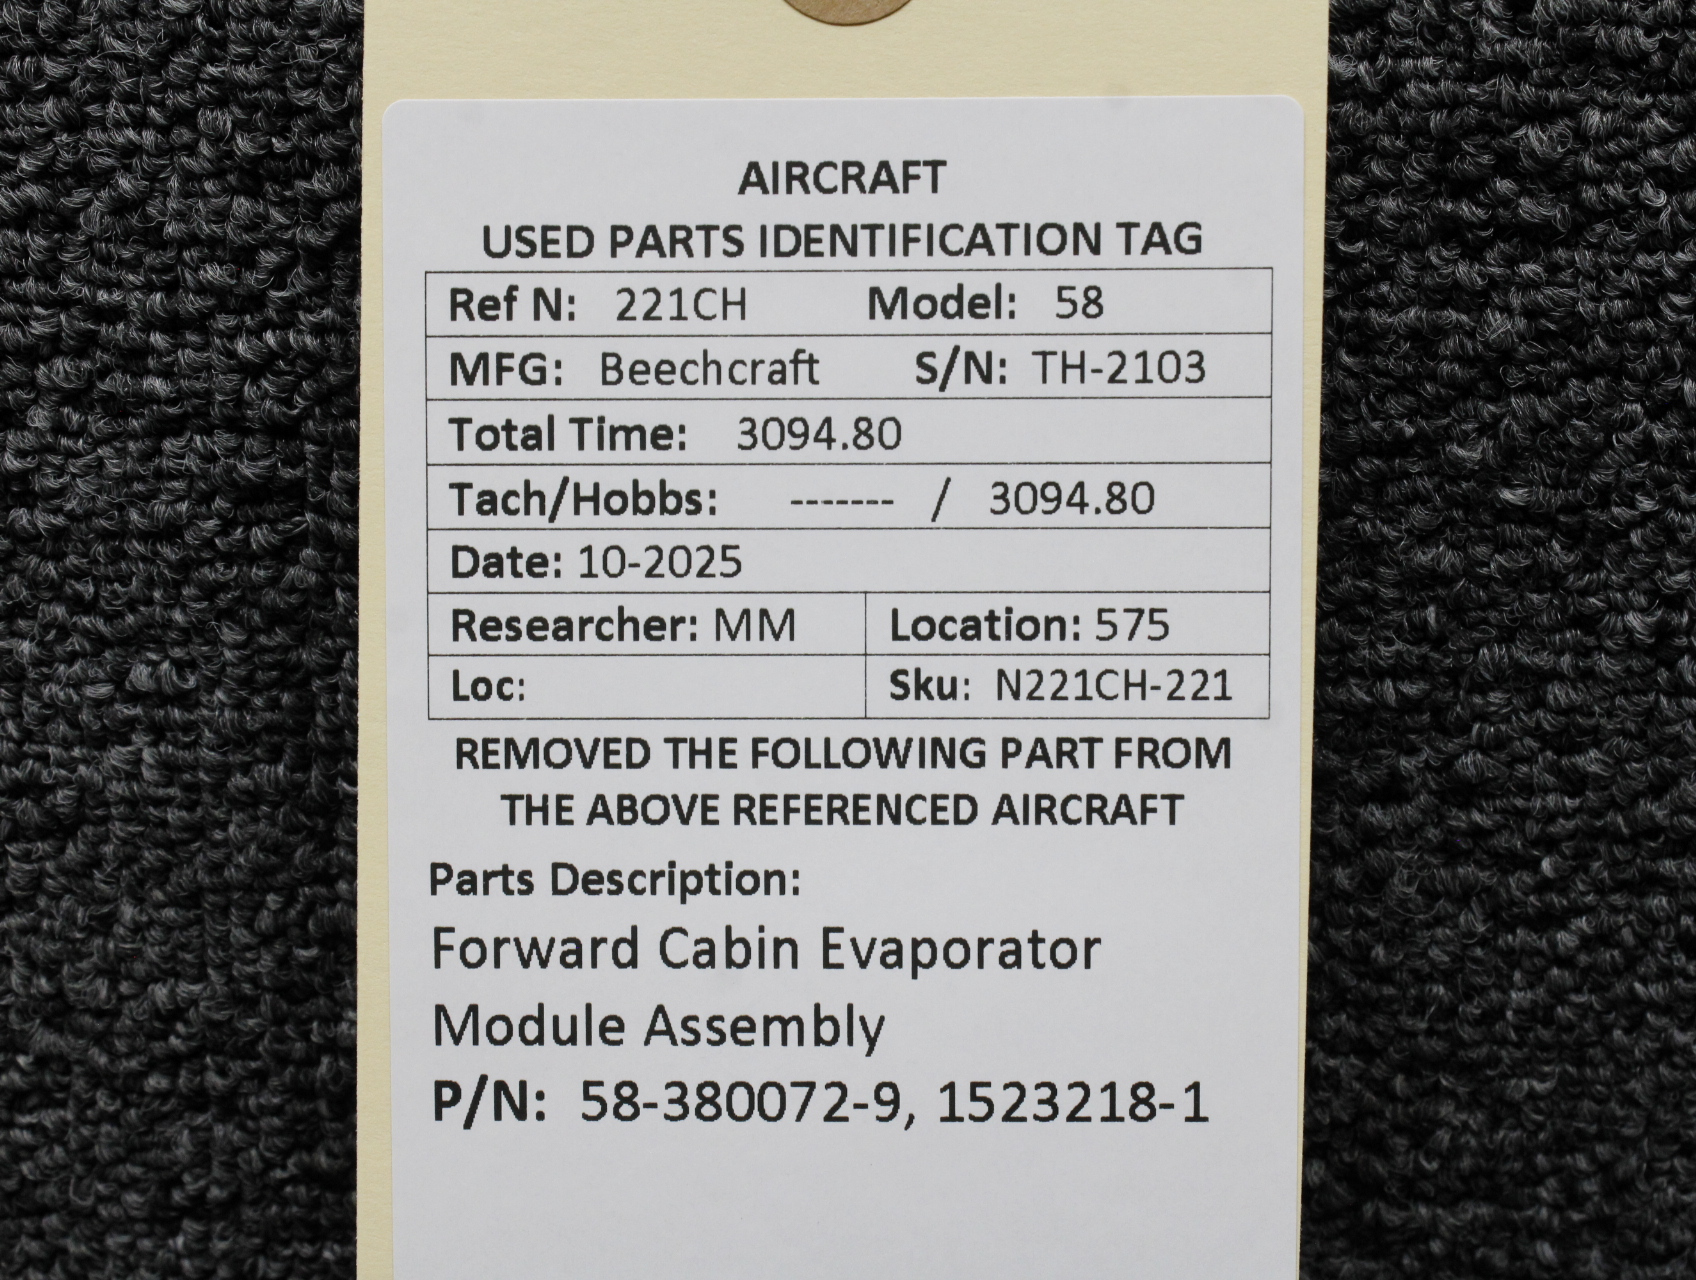 AIRCRAFT
USED PARTS IDENTIFICATION TAG
Ref N: 221CH Model: 58
MFG: Beechcraft S/N: TH-2103
Total Time: 3094.80
Tach/Hobbs: ------- / 3094.80
Date: 10-2025
Researcher: MM Location: 575
Loc: Sku: N221CH-221
REMOVED THE FOLLOWING PART FROM
THE ABOVE REFERENCED AIRCRAFT
Parts Description:
Forward Cabin Evaporator
Module Assembly
P/N: 58-380072-9, 1523218-1